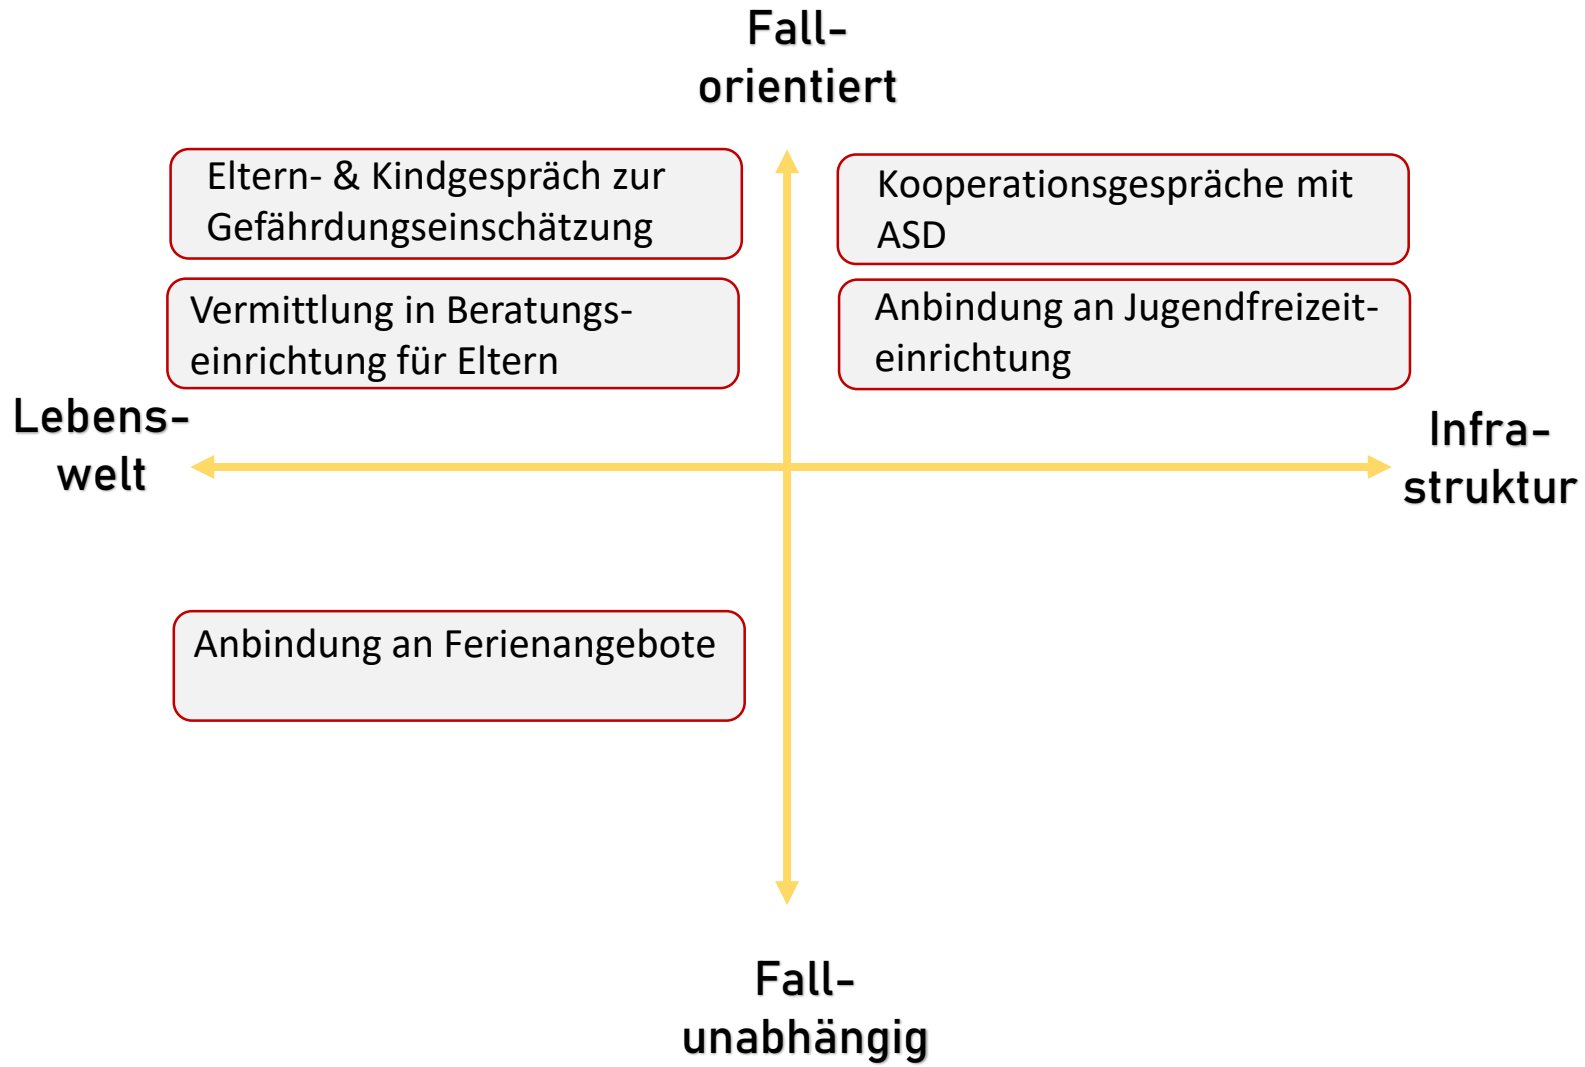 Fall-
orientiert
Eltern- & Kindgespräch zur
Gefährdungseinschätzung
Kooperationsgespräche mit
ASD
Vermittlung in Beratungs-
einrichtung für Eltern
Anbindung an Jugendfreizeit-
einrichtung
Lebens-
welt
Infra-
struktur
Anbindung an Ferienangebote
Fall-
unabhängig